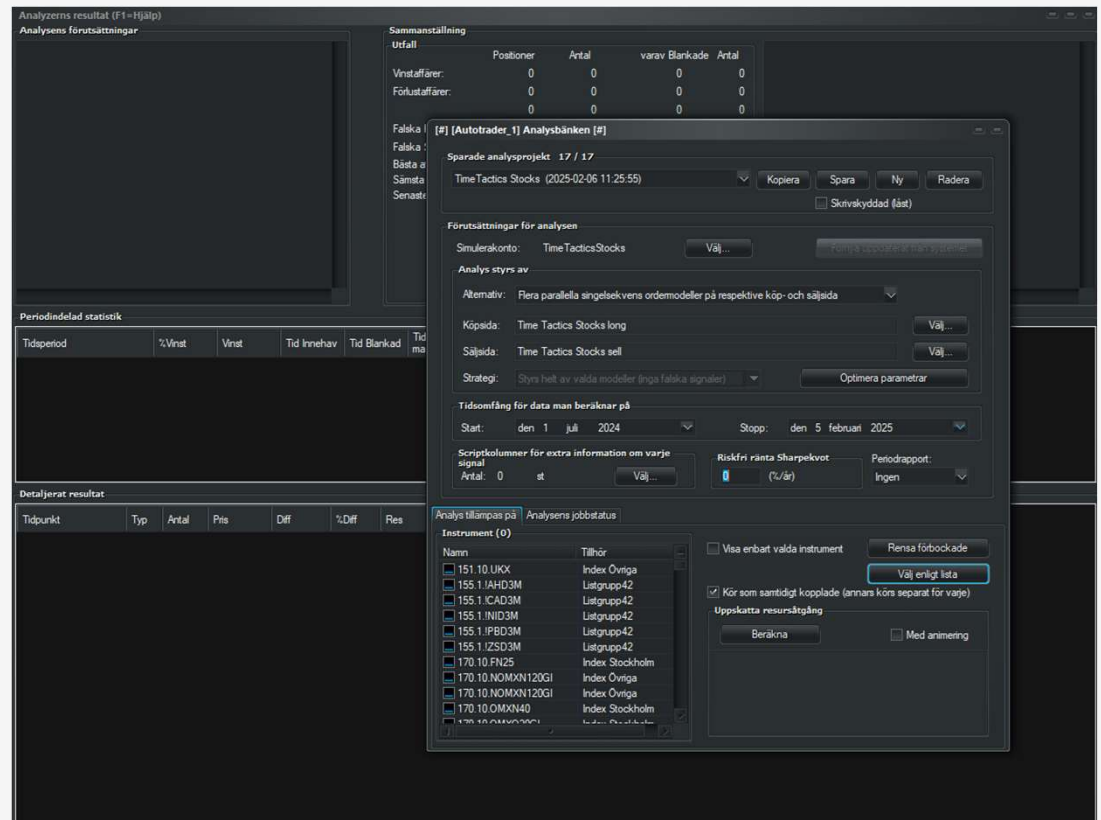 Analyzerns resultat (F1=Hjälp)
Analysens förutsättningar
Sammanställning
Utfall
Positioner Antal varav Blankade Antal
Vinstaffärer: 0 0 0 0
Förlustaffärer: 0 0 0 0
0 0 0 0
Falska
Falska
Bästa
Sämsta
Senaste
Periodindelad statistik
Tidsperiod %Vinst Vinst Tid Innehav Tid Blankad Tid
Detaljerat resultat
Tidpunkt Typ Antal Pris Diff %Diff Res
[#] [Autotrader_1] Analysbänken [#]
Sparade analysprojekt 17 / 17
TimeTactics Stocks (2025-02-06 11:25:55) Kopiera Spara Ny Radera
Skrivskyddad (låst)
Förutsättningar för analysen
Simulerakonto: TimeTacticsStocks Välj...
Analys styrs av
Alternativ: Flera parallella singelsekvens ordermodeller på respektive köp- och säljsida
Köpsida: Time Tactics Stocks long Välj...
Säljsida: Time Tactics Stocks sell Välj...
Strategi: Styrs helt av valda modeller (inga falska signaler) Optimera parametrar
Tidsomfång för data man beräknar på
Start: den 1 juli 2024 Stopp: den 5 februari 2025
Scriptkolumner för extra information om varje
signal
Antal: 0 st Välj...
Riskfri ränta Sharpekvot
0 (%/år)
Periodrapport:
Ingen
Analys tillämpas på Analysens jobbstatus
Instrument (0)
Namn Tillhör
151.10.UKX Index Övriga
155.1.!AHD3M Listgrupp42
155.1.!CAD3M Listgrupp42
155.1.!NID3M Listgrupp42
155.1.!PBD3M Listgrupp42
155.1.!ZSD3M Listgrupp42
170.10.FN25 Index Stockholm
170.10.NOMXN120GI Index Övriga
170.10.NOMXN120GI Index Övriga
170.10.OMXN40 Index Stockholm
Visa enbart valda instrument Rensa förbockade
Välj enligt lista
Kör som samtidigt kopplade (annars körs separat för varje)
Uppskatta resursåtgång
Beräkna Med animering